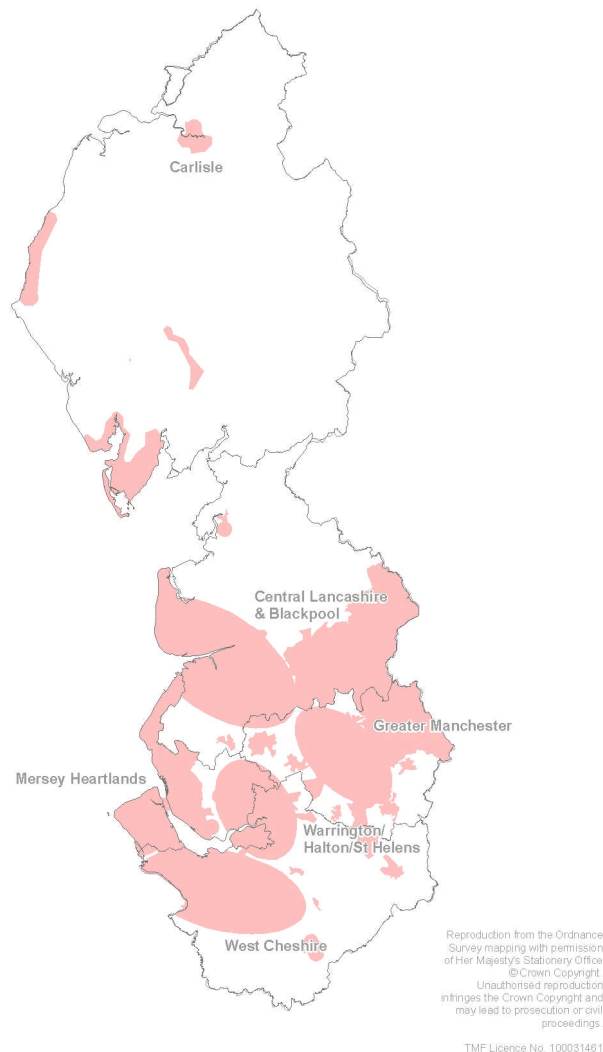 Carlisle
Central Lancashire
& Blackpool
Greater Manchester
Mersey Heartlands
Warrington/
Halton/St Helens
West Cheshire
Reproduction from the Ordnance
Survey mapping with permission
of Her Majesty's Stationery Office
©Crown Copyright.
Unauthorised reproduction
infringes the Crown Copyright and
may lead to prosecution or civil
proceedings.
TMF Licence No. 100031461